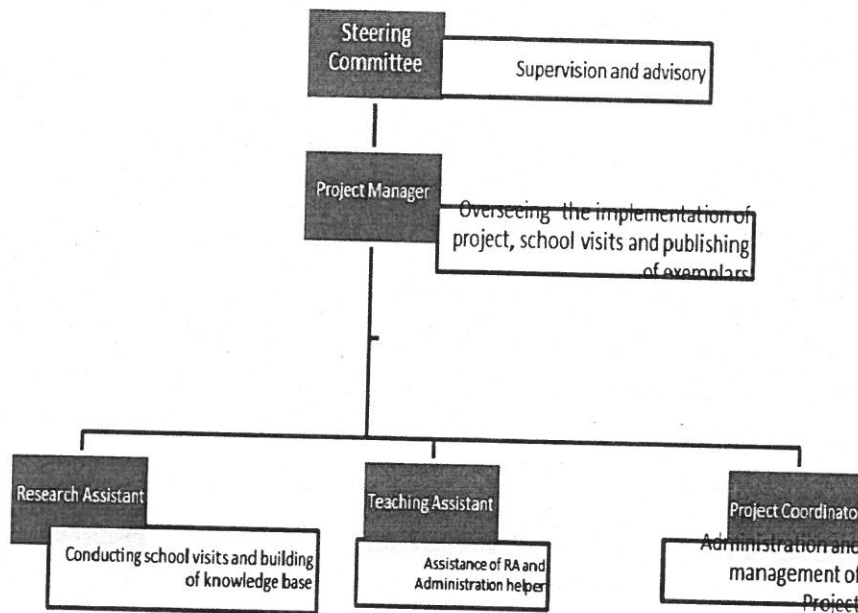 Steering
Committee
Supervision and advisory
Project Manager
Overseeing the implementation of
project, school visits and publishing
of exemplars
Research Assistant
Conducting school visits and building
of knowledge base
Teaching Assistant
Assistance of RA and
Administration helper
Project Coordinato
Administration and
management of
Project